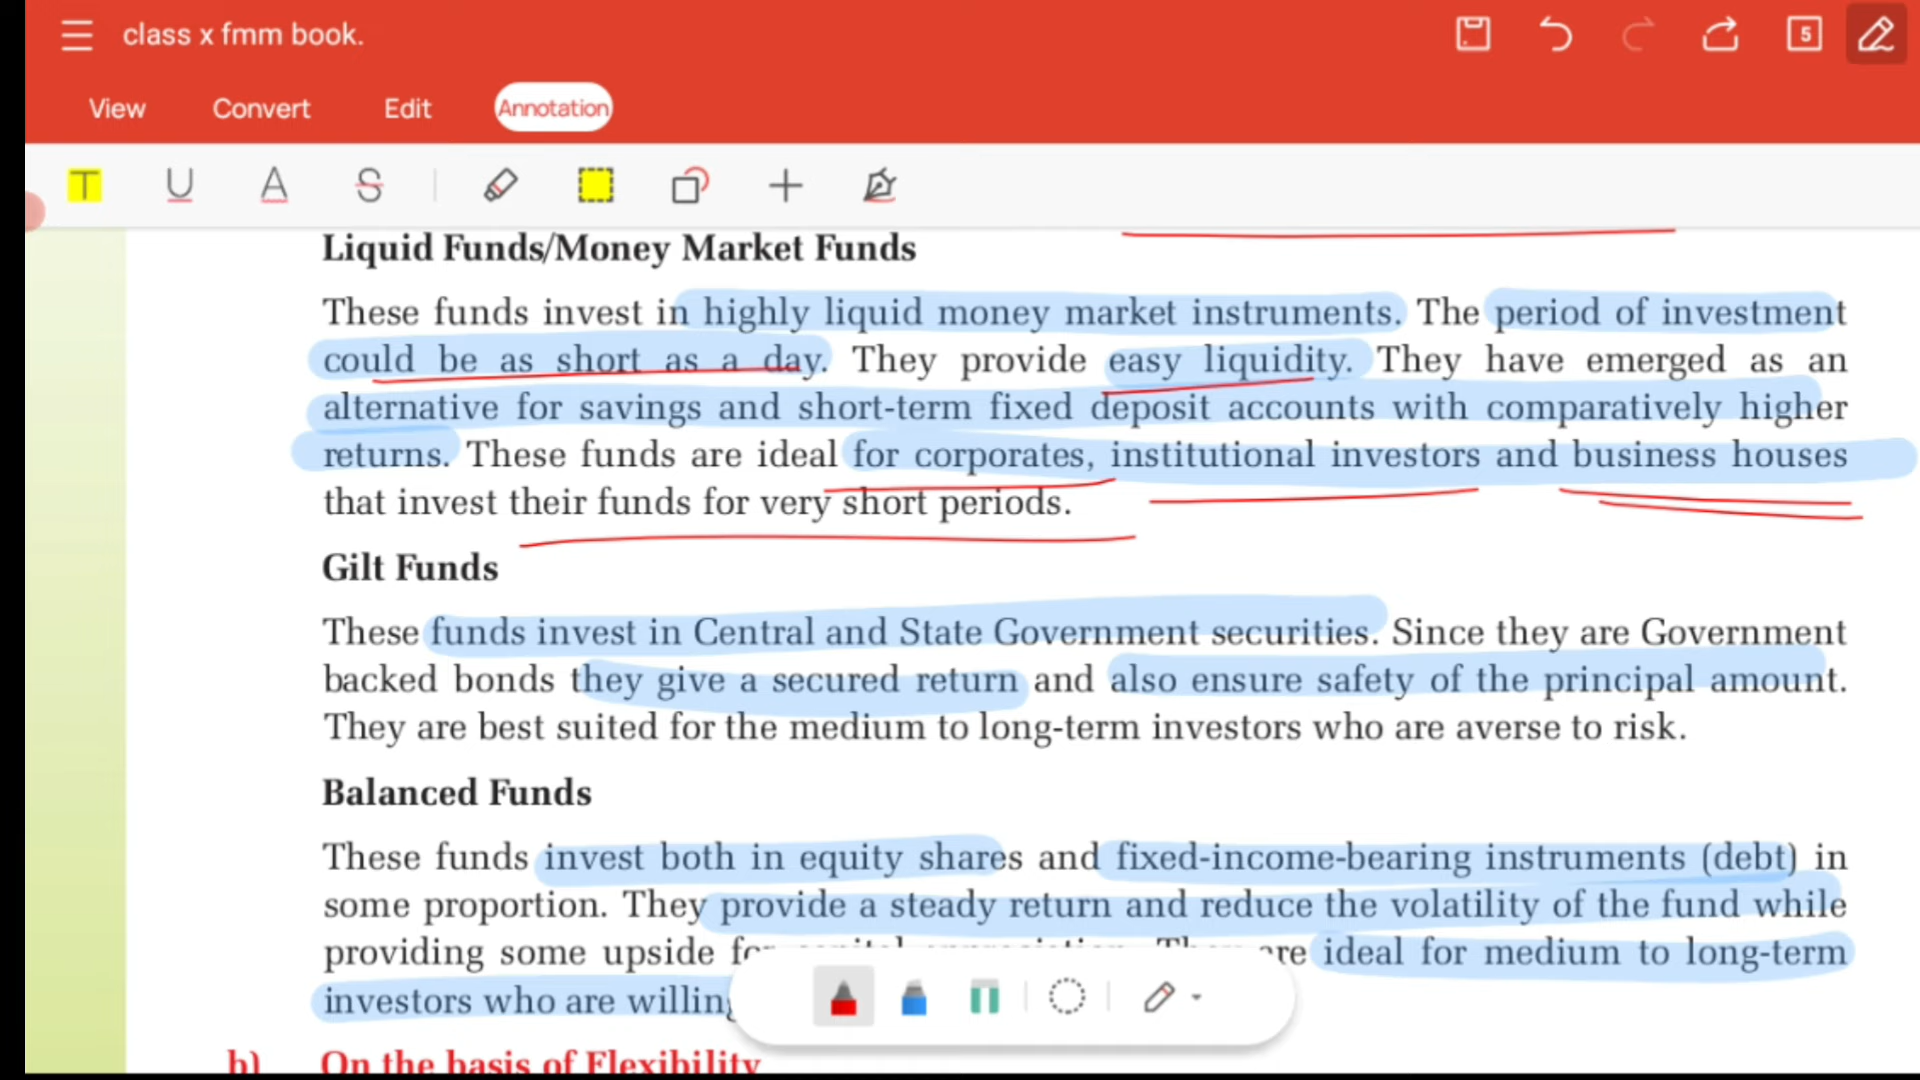 class x fmm book.
5
View Convert Edit Annotation
T U A S
Liquid Funds/Money Market Funds
These funds invest in highly liquid money market instruments. The period of investment
could be as short as a day. They provide easy liquidity. They have emerged as an
alternative for savings and short-term fixed deposit accounts with comparatively higher
returns. These funds are ideal for corporates, institutional investors and business houses
that invest their funds for very short periods.
Gilt Funds
These funds invest in Central and State Government securities. Since they are Government
backed bonds they give a secured return and also ensure safety of the principal amount.
They are best suited for the medium to long-term investors who are averse to risk.
Balanced Funds
These funds invest both in equity shares and fixed-income-bearing instruments (debt) in
some proportion. They provide a steady return and reduce the volatility of the fund while
providing some upside ideal for medium to long-term
investors who are willing
b) On the basis of Flexibility